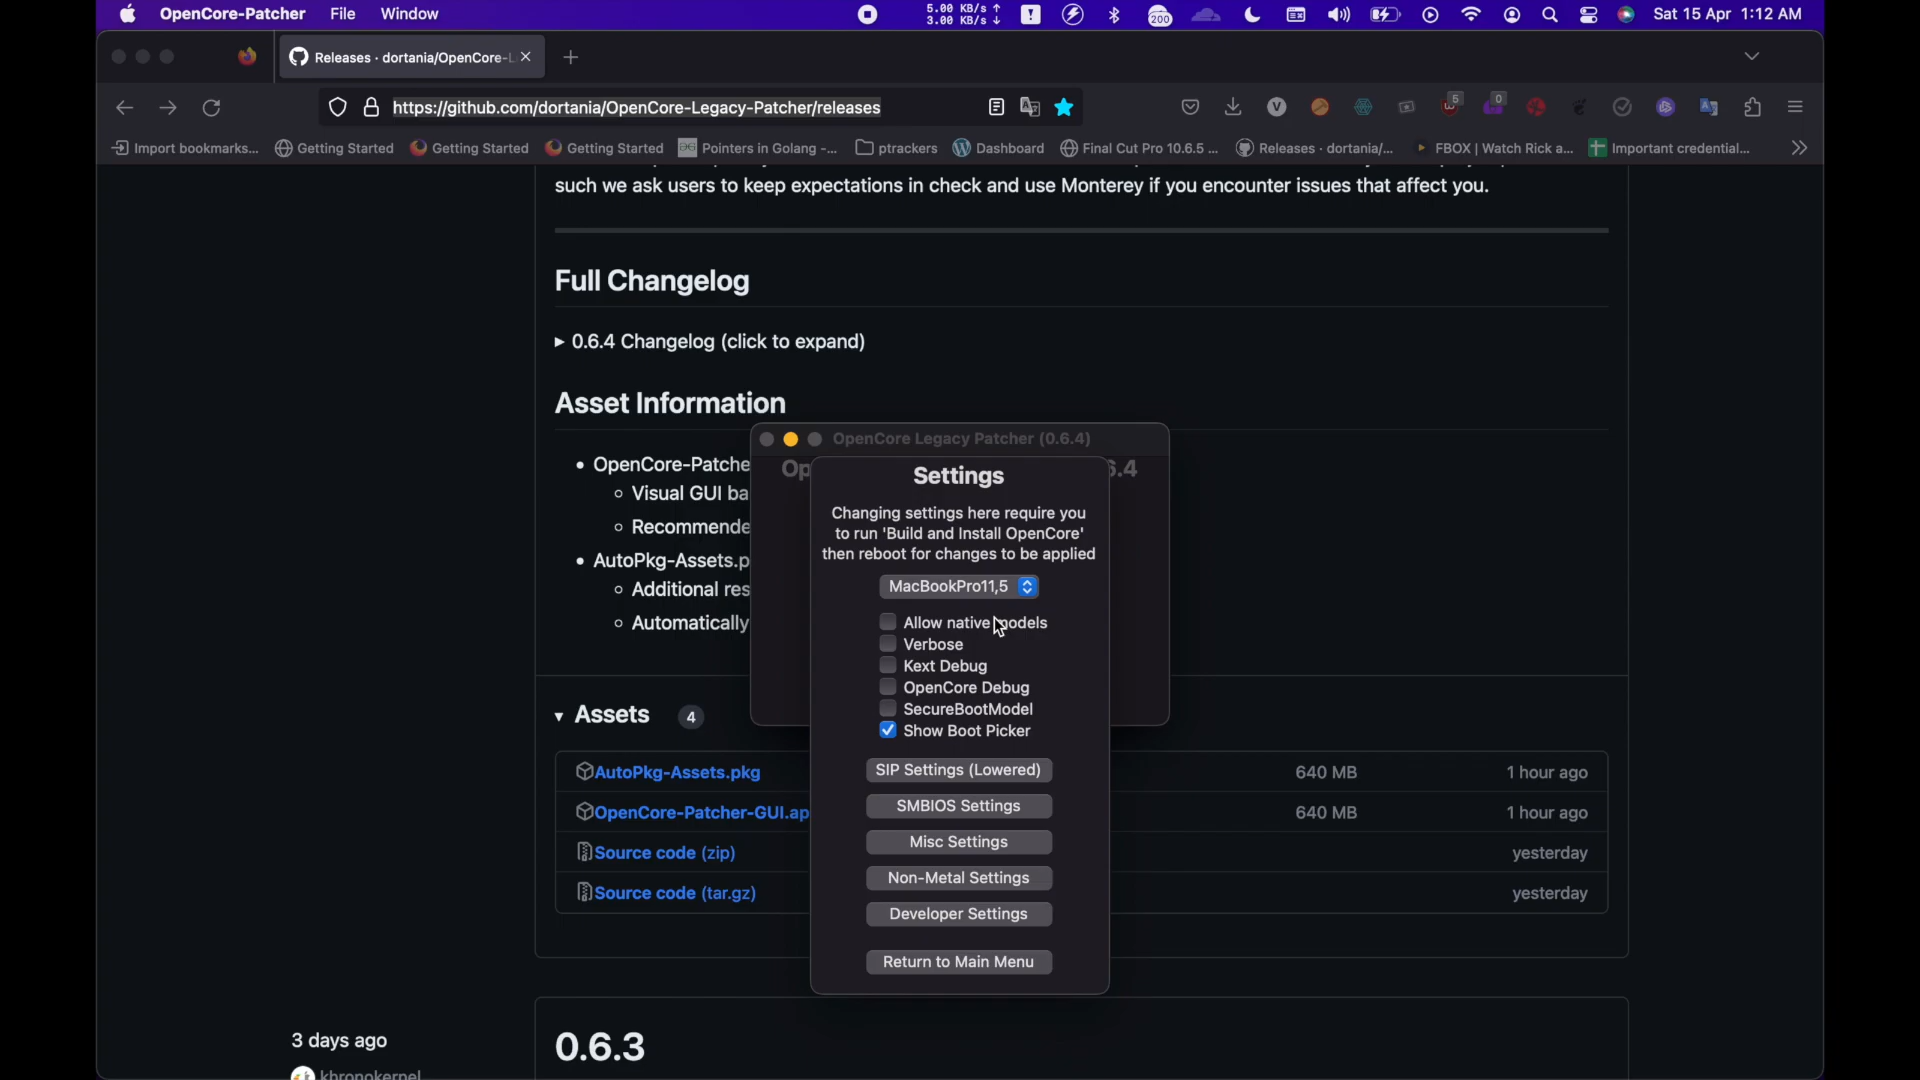 OpenCore-Patcher File Window
5.00 KB/s ↑
3.00 KB/s ↓
200
Sat 15 Apr 1:12 AM
Releases · dortania/OpenCore-L
https://github.com/dortania/OpenCore-Legacy-Patcher/releases
5
0
Import bookmarks... Getting Started Getting Started Getting Started Pointers in Golang -... ptrackers Dashboard Final Cut Pro 10.6.5 ... Releases · dortania/... FBOX | Watch Rick a... Important credential...
such we ask users to keep expectations in check and use Monterey if you encounter issues that affect you.
Full Changelog
0.6.4 Changelog (click to expand)
Asset Information
OpenCore-Patche
Visual GUI ba
Recommende
AutoPkg-Assets.p
Additional res
Automatically
OpenCore Legacy Patcher (0.6.4)
Op
6.4
Settings
Changing settings here require you
to run 'Build and Install OpenCore'
then reboot for changes to be applied
MacBookPro11,5
Allow native models
Verbose
Kext Debug
OpenCore Debug
SecureBootModel
Show Boot Picker
SIP Settings (Lowered)
SMBIOS Settings
Misc Settings
Non-Metal Settings
Developer Settings
Return to Main Menu
Assets 4
AutoPkg-Assets.pkg 640 MB 1 hour ago
OpenCore-Patcher-GUI.ap 640 MB 1 hour ago
Source code (zip) yesterday
Source code (tar.gz) yesterday
3 days ago
khronokernel
0.6.3